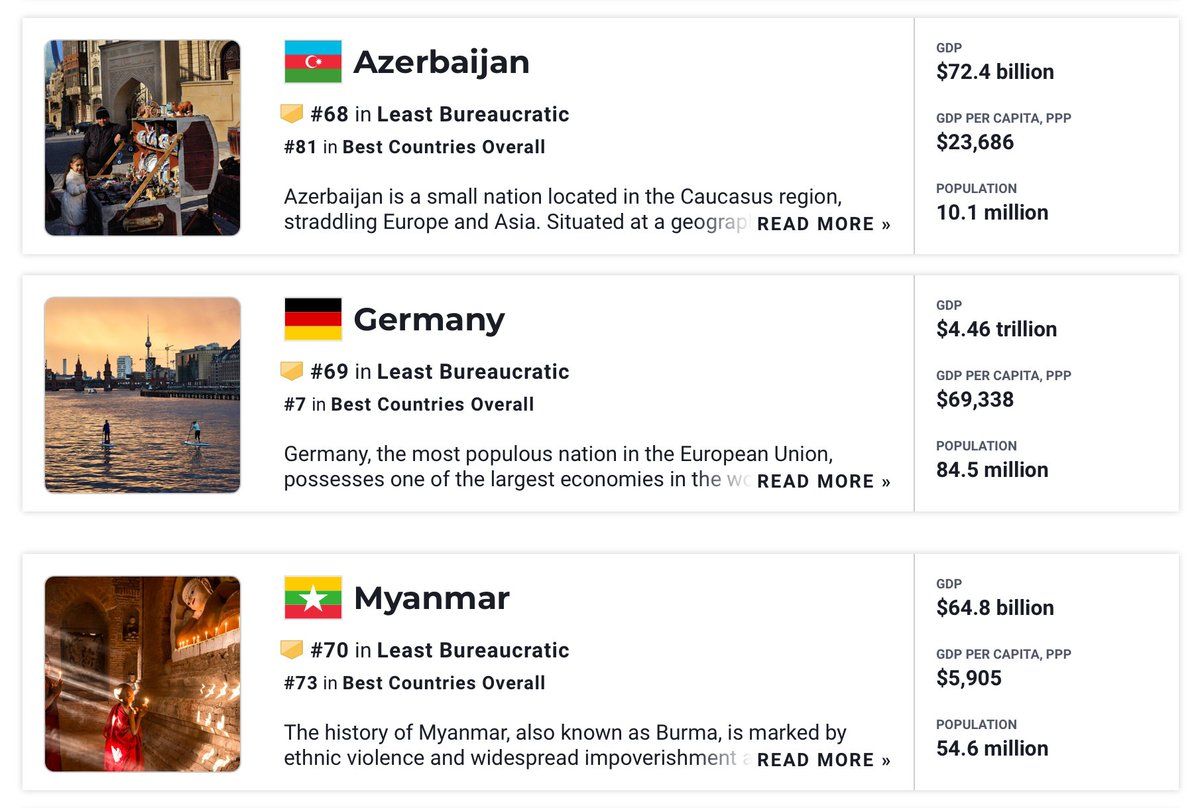 Azerbaijan
#68 in Least Bureaucratic
#81 in Best Countries Overall
Azerbaijan is a small nation located in the Caucasus region,
straddling Europe and Asia. Situated at a geograp READ MORE »
GDP
$72.4 billion
GDP PER CAPITA, PPP
$23,686
POPULATION
10.1 million
Germany
#69 in Least Bureaucratic
#7 in Best Countries Overall
Germany, the most populous nation in the European Union,
possesses one of the largest economies in the wo READ MORE »
GDP
$4.46 trillion
GDP PER CAPITA, PPP
$69,338
POPULATION
84.5 million
Myanmar
#70 in Least Bureaucratic
#73 in Best Countries Overall
The history of Myanmar, also known as Burma, is marked by
ethnic violence and widespread impoverishment a READ MORE »
GDP
$64.8 billion
GDP PER CAPITA, PPP
$5,905
POPULATION
54.6 million